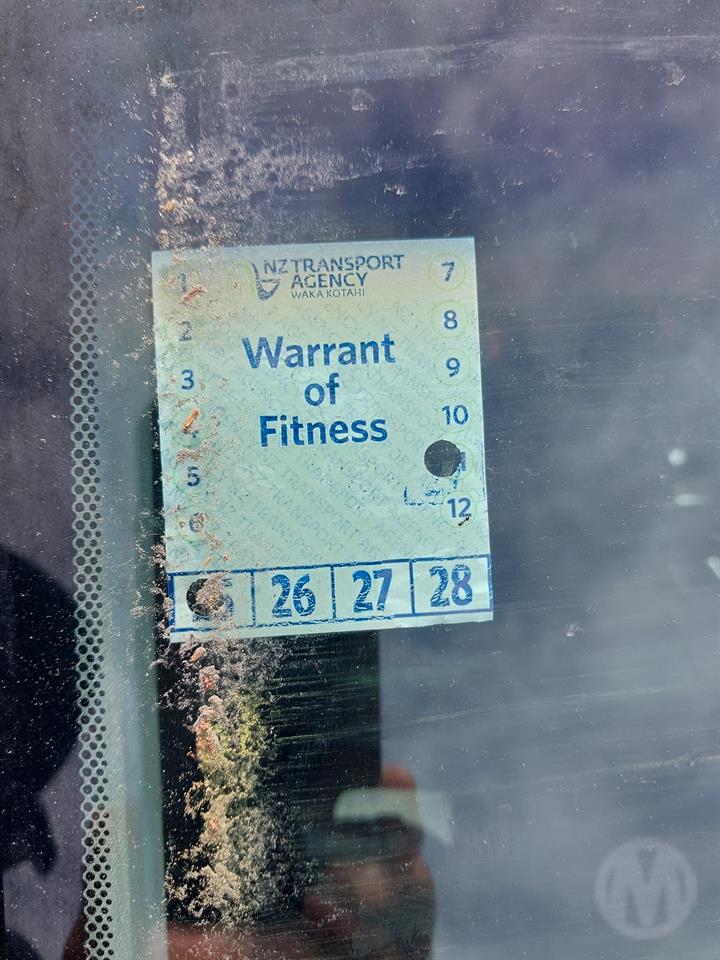 NZ TRANSPORT
AGENCY
WAKA KOTAHI
Warrant
of
Fitness
1
2
3
4
5
6
7
8
9
10
12
26 27 28
M